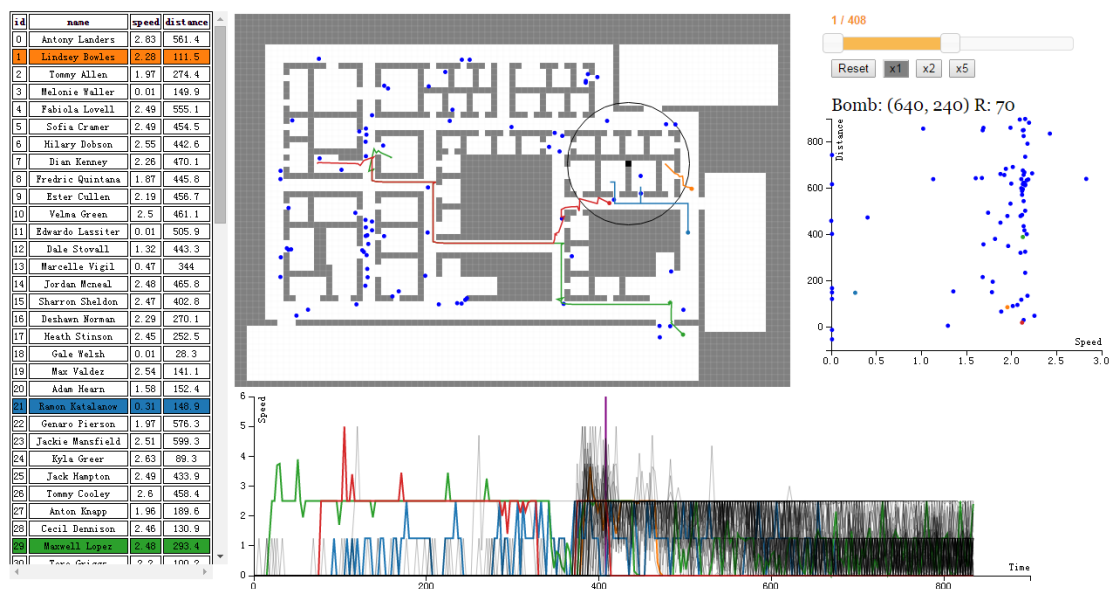 id name speed distance
0 Antony Landers 2.83 561.4
1 Lindsey Bowles 2.28 111.5
2 Tommy Allen 1.97 274.4
3 Melonie Waller 0.01 149.9
4 Fabiola Lovell 2.49 555.1
5 Sofia Cramer 2.49 454.5
6 Hilary Dobson 2.55 442.6
7 Dian Kenney 2.26 470.1
8 Fredric Quintana 1.87 445.8
9 Ester Cullen 2.19 456.7
10 Velma Green 2.5 461.1
11 Edwardo Lassiter 0.01 505.9
12 Dale Stovall 1.32 443.3
13 Marcelle Vigil 0.47 344
14 Jordan Mcneal 2.48 465.8
15 Sharron Sheldon 2.47 402.8
16 Deshawn Norman 2.29 270.1
17 Heath Stinson 2.45 252.5
18 Gale Welsh 0.01 28.3
19 Max Valdez 2.54 141.1
20 Adam Hearn 1.58 152.4
21 Ramon Katalanow 0.31 148.9
22 Genaro Pierson 1.97 576.3
23 Jackie Mansfield 2.51 599.3
24 Kyla Greer 2.63 89.3
25 Jack Hampton 2.49 433.9
26 Tommy Cooley 2.6 458.4
27 Anton Knapp 1.96 189.6
28 Cecil Dennison 2.46 130.9
29 Maxwell Lopez 2.48 293.4
1 / 408
Reset x1 x2 x5
Bomb: (640, 240) R: 70
Distance
800
600
400
200
0
Speed
0.0 0.5 1.0 1.5 2.0 2.5 3.0
Speed
6
5
4
3
2
1
0
Time
0 200 400 600 800